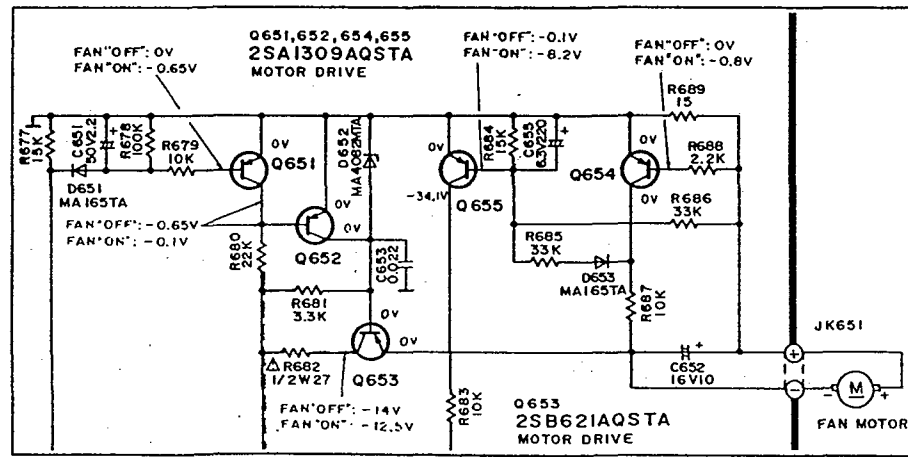 Q651,652,654,655
2SA1309AQSTA
MOTOR DRIVE
FAN"OFF": 0V
FAN"ON": -0.65V
FAN"OFF": -0.1V
FAN"ON": -8.2V
FAN"OFF": 0V
FAN"ON": -0.8V
R689
15
R677
15K
C651
50V2.2
R678
100K
R679
10K
0V
Q651
D652
MA4082MTA
R684
15K
C655
6.3V220
0V
Q654
R688
2.2K
D651
MA165TA
-34.1V
Q655
0V
R686
33K
FAN"OFF": -0.65V
FAN"ON": -0.1V
0V
0V
Q652
R680
22K
C653
0.022
R685
33K
D653
MA165TA
R687
10K
R681
3.3K
0V
0V
Q653
R682
1/2W27
JK651
+
C652
16V10
+
-
M
-
+
FAN MOTOR
FAN"OFF": -14V
FAN"ON": -12.5V
R683
10K
Q653
2SB621AQSTA
MOTOR DRIVE